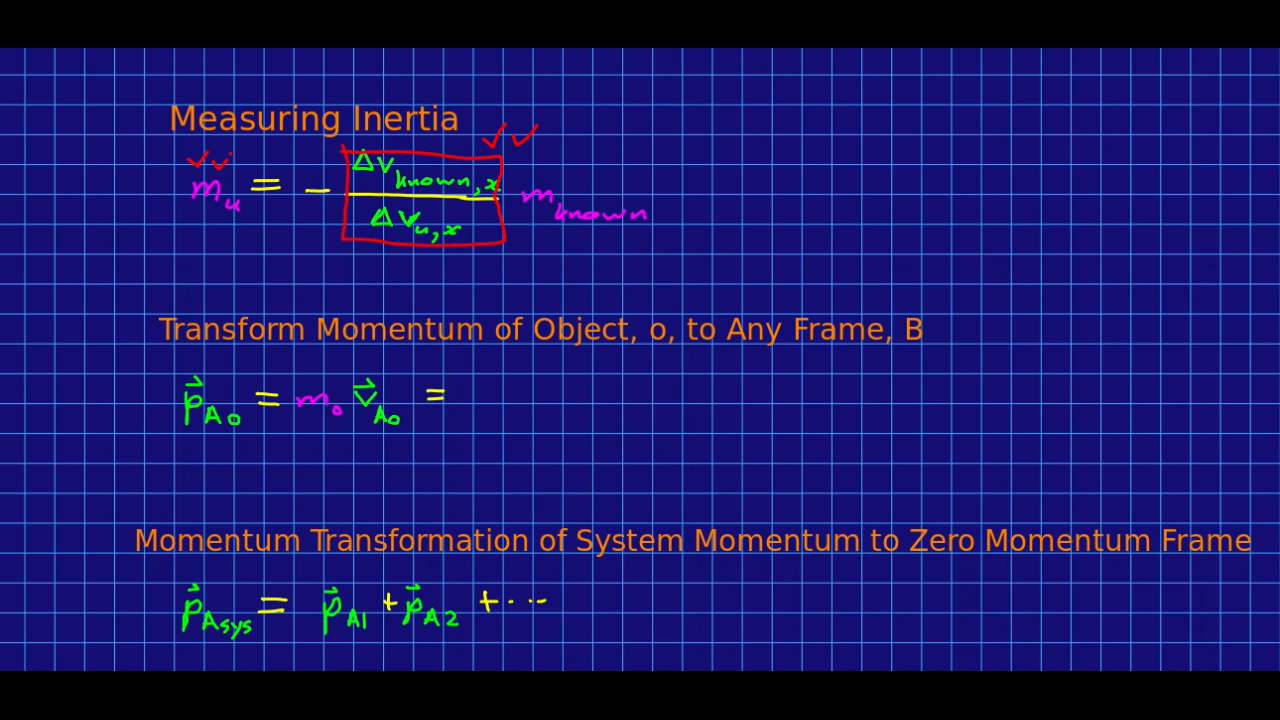 Measuring Inertia
m_u = - Δv_known,x / Δv_u,x m_known
Transform Momentum of Object, o, to Any Frame, B
p⃗_Ao = m_o v⃗_Ao =
Momentum Transformation of System Momentum to Zero Momentum Frame
p⃗_Asys = p⃗_A1 + p⃗_A2 + ...